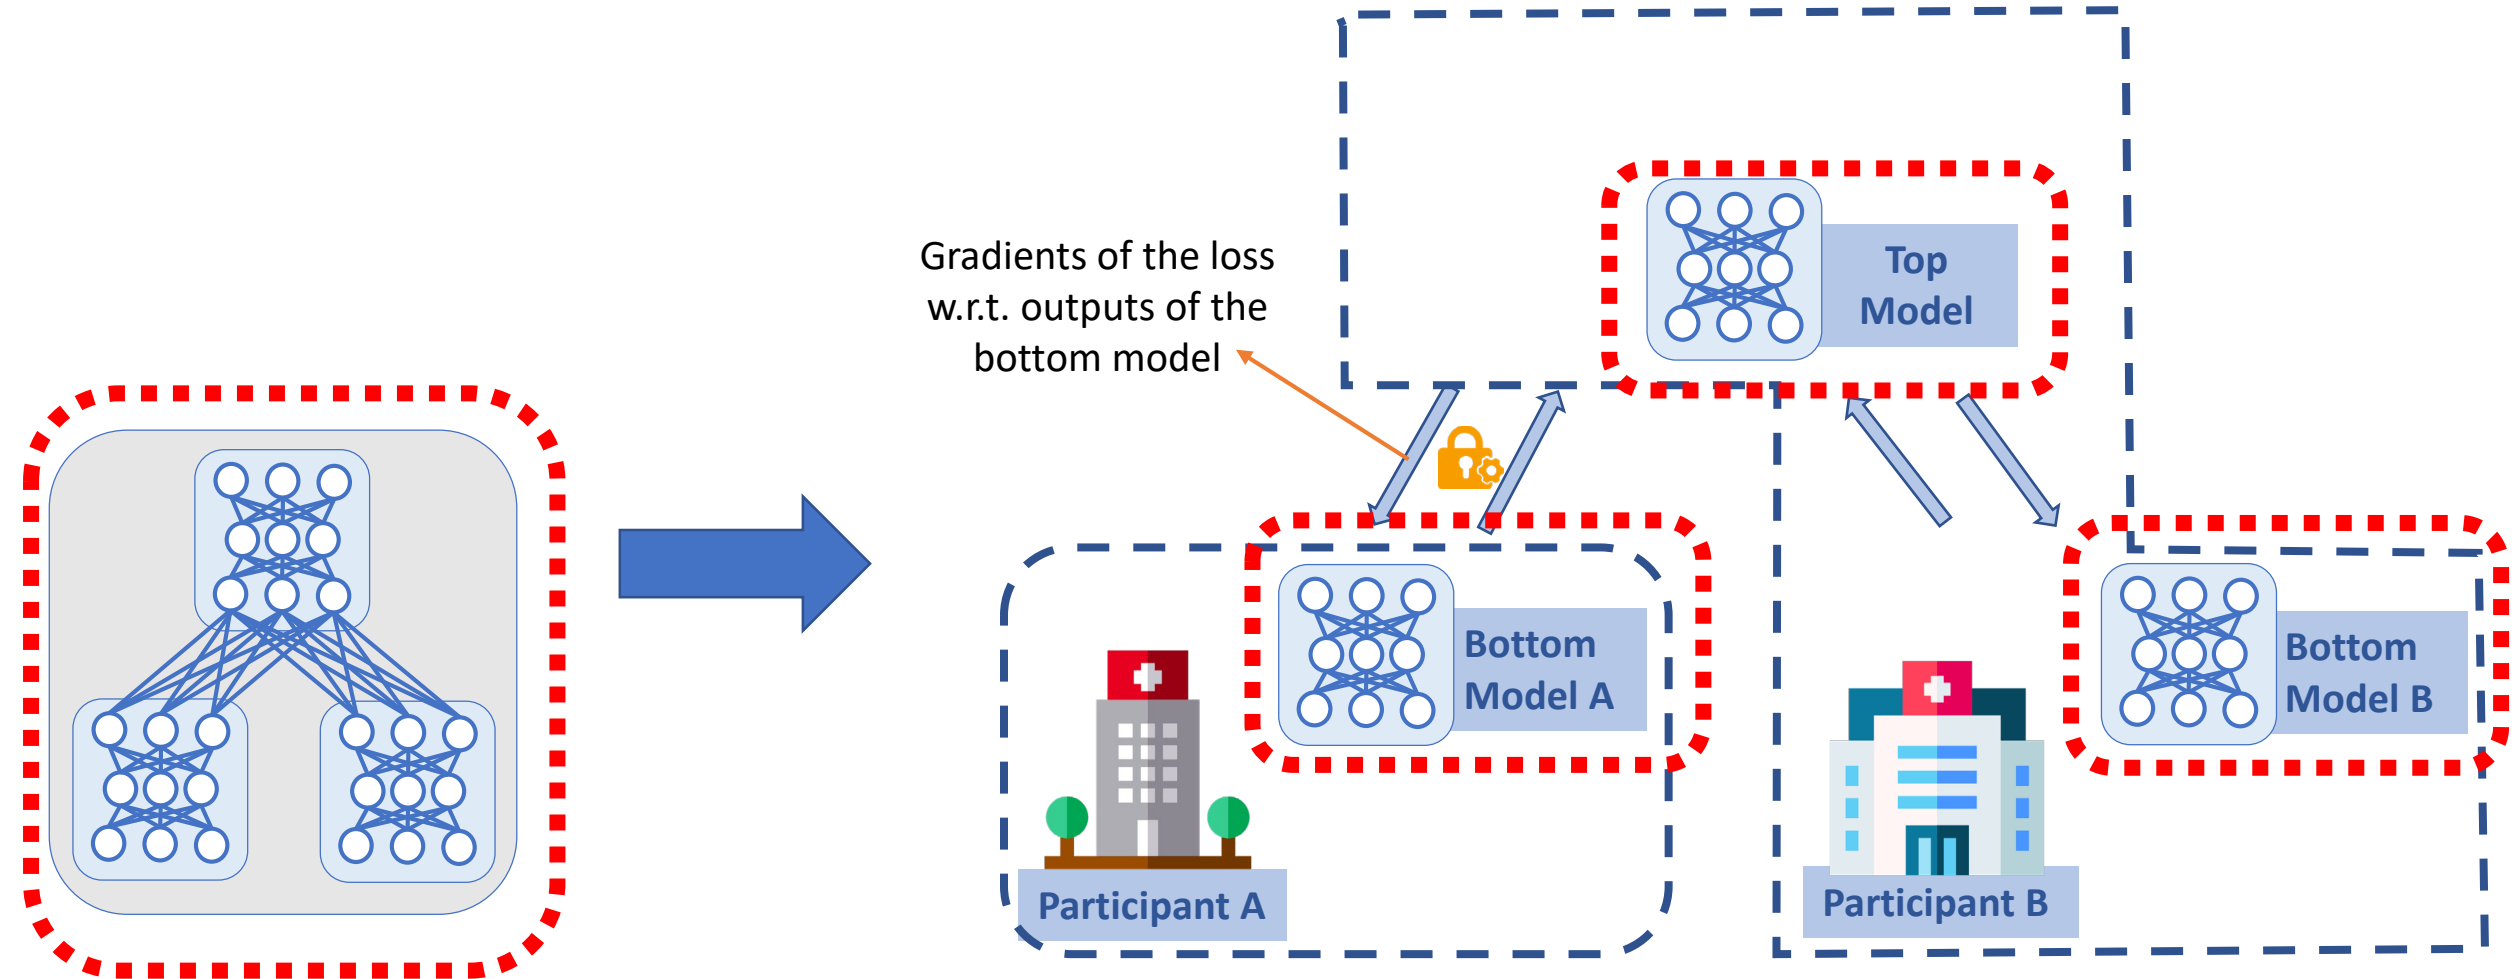 Gradients of the loss
w.r.t. outputs of the
bottom model
Top
Model
Bottom
Model A
Bottom
Model B
Participant A
Participant B